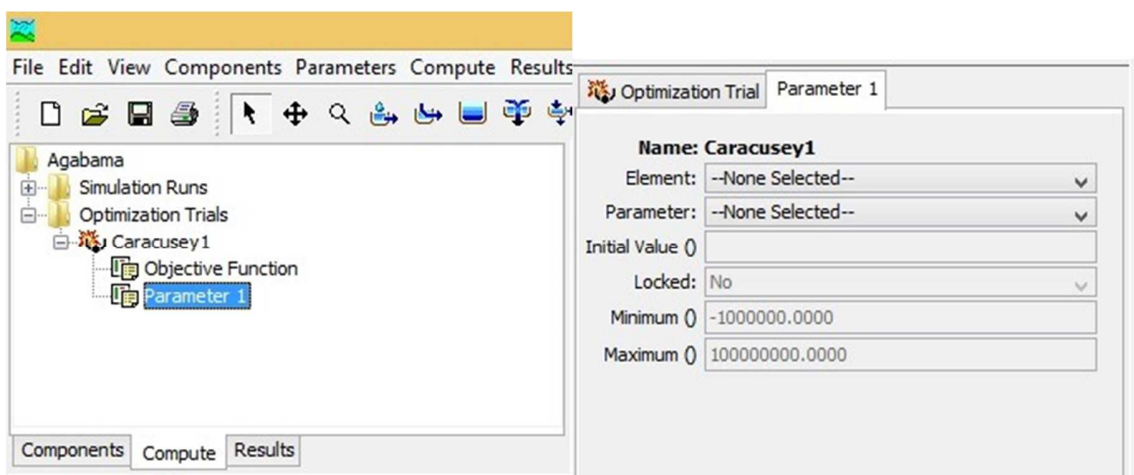 File Edit View Components Parameters Compute Results
Agabama
Simulation Runs
Optimization Trials
Caracusey1
Objective Function
Parameter 1
Components Compute Results
Optimization Trial Parameter 1
Name: Caracusey1
Element: --None Selected--
Parameter: --None Selected--
Initial Value ()
Locked: No
Minimum () -1000000.0000
Maximum () 100000000.0000